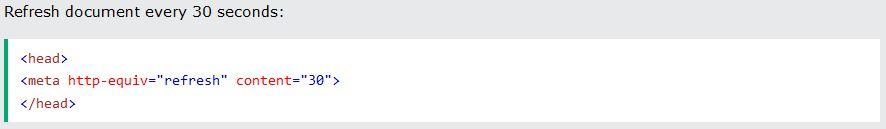 Refresh document every 30 seconds:
<head>
<meta http-equiv="refresh" content="30">
</head>